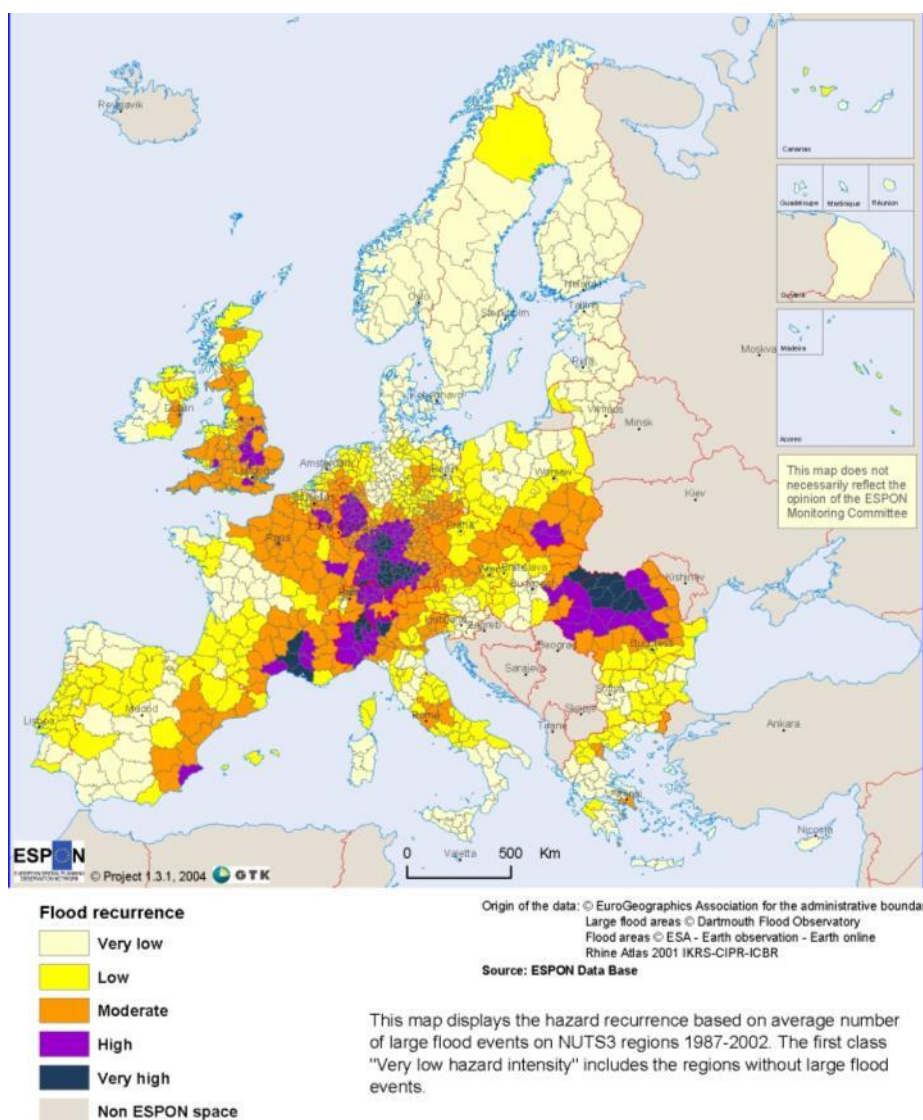 Reykjavik
Canarias
Guadeloupe
Martinique
Réunion
Guyane
Madeira
Acores
Oslo
Helsinki
Tallinn
Stockholm
Riga
Moskva
Vilnius
Minsk
Dublin
Amsterdam
Berlin
Warsaw
Kiev
This map does not
necessarily reflect the
opinion of the ESPON
Monitoring Committee
Paris
Praha
Bratislava
Budapest
Kishinev
Ljubljana
Zagreb
Beograd
Sarajevo
Sofiya
Madrid
Lisboa
Roma
Tirane
Ankara
Nicosia
Valetta
0 500 Km
ESPON
© Project 1.3.1, 2004 GTK
Flood recurrence
Very low
Low
Moderate
High
Very high
Non ESPON space
Origin of the data: © EuroGeographics Association for the administrative bounda
Large flood areas © Dartmouth Flood Observatory
Flood areas © ESA - Earth observation - Earth online
Rhine Atlas 2001 IKRS-CIPR-ICBR
Source: ESPON Data Base
This map displays the hazard recurrence based on average number
of large flood events on NUTS3 regions 1987-2002. The first class
"Very low hazard intensity" includes the regions without large flood
events.